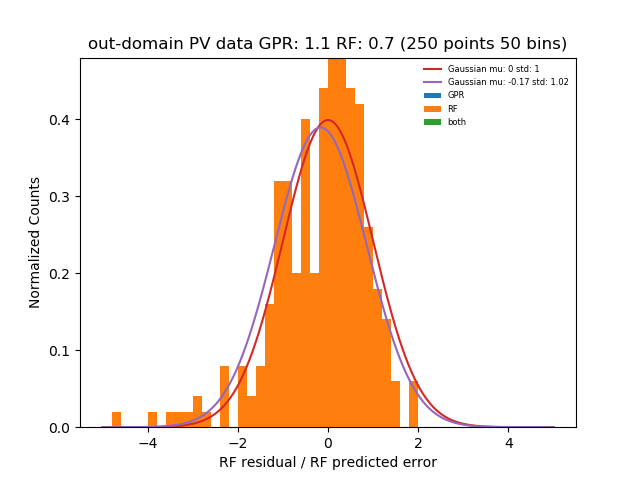 out-domain PV data GPR: 1.1 RF: 0.7 (250 points 50 bins)
Gaussian mu: 0 std: 1
Gaussian mu: -0.17 std: 1.02
GPR
RF
both
Normalized Counts
0.4
0.3
0.2
0.1
0.0
−4 −2 0 2 4
RF residual / RF predicted error